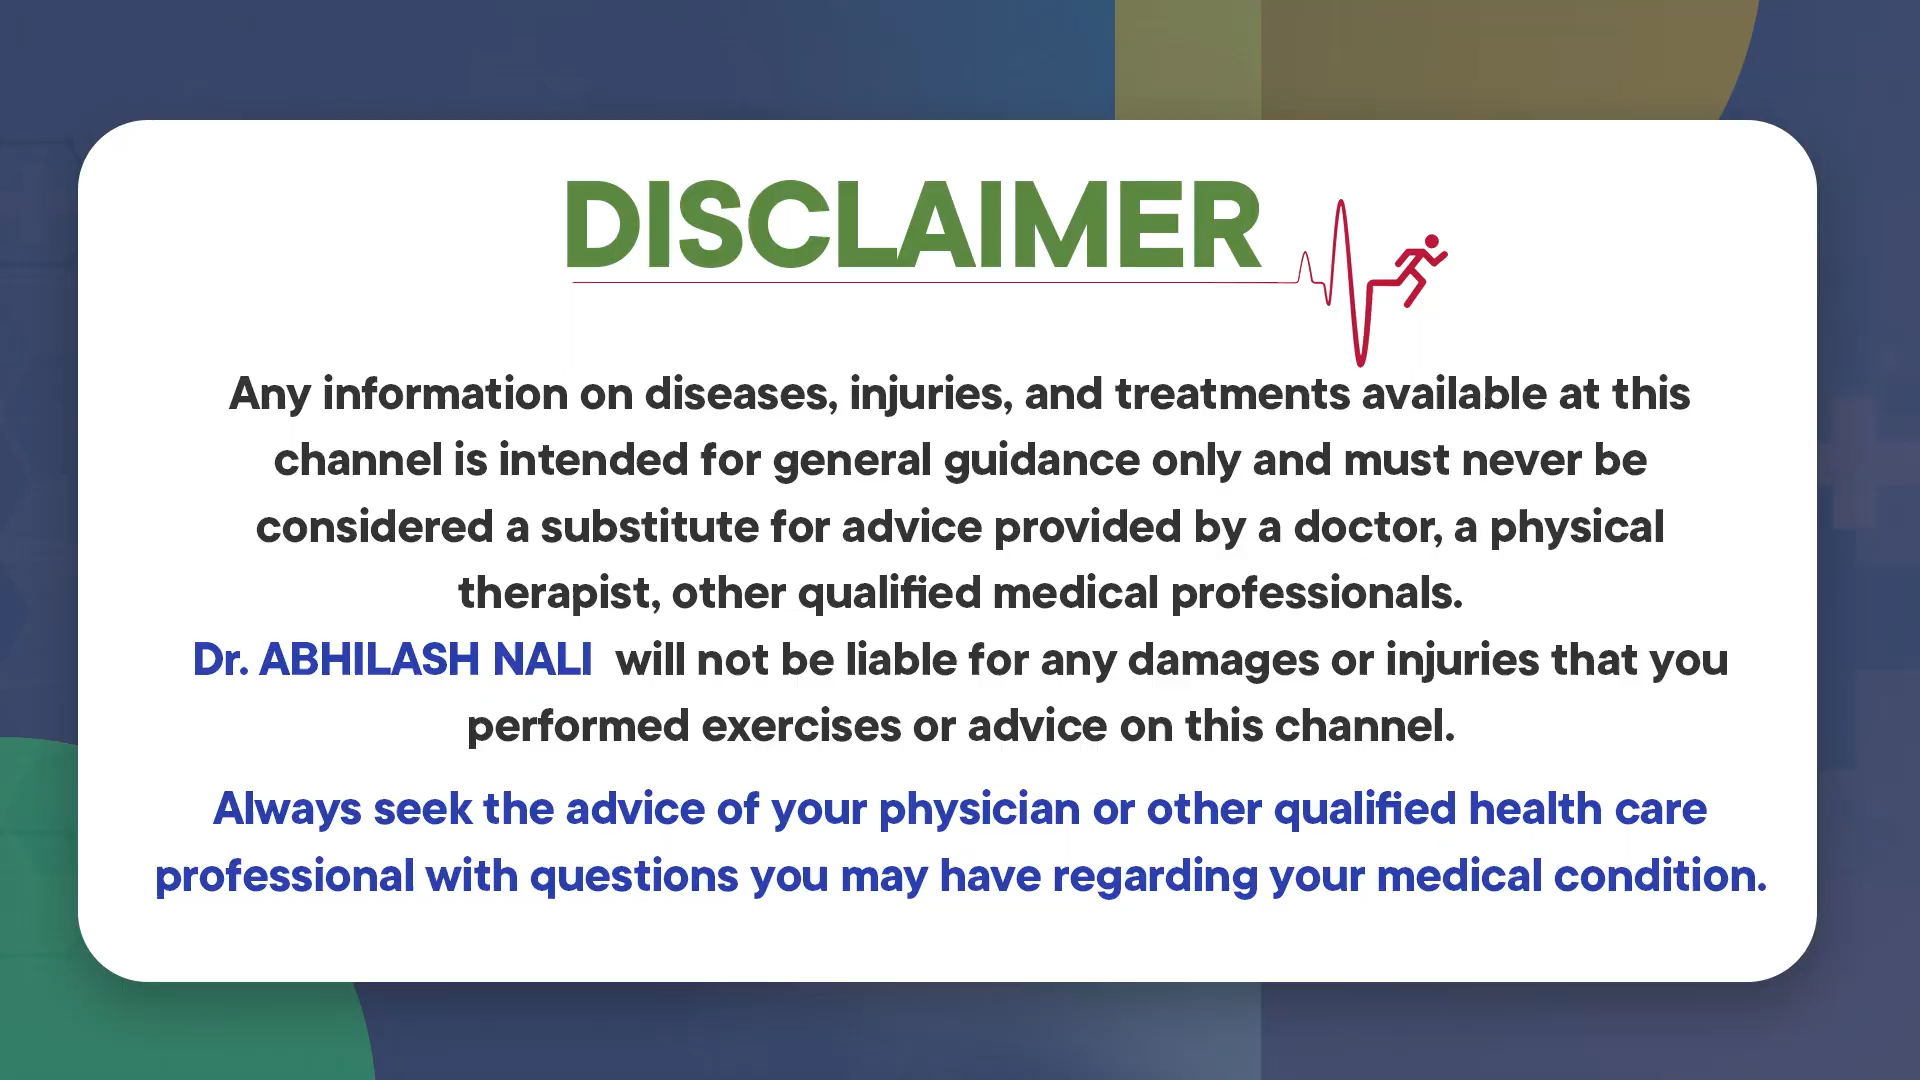 DISCLAIMER
Any information on diseases, injuries, and treatments available at this
channel is intended for general guidance only and must never be
considered a substitute for advice provided by a doctor, a physical
therapist, other qualified medical professionals.
Dr. ABHILASH NALI will not be liable for any damages or injuries that you
performed exercises or advice on this channel.
Always seek the advice of your physician or other qualified health care
professional with questions you may have regarding your medical condition.